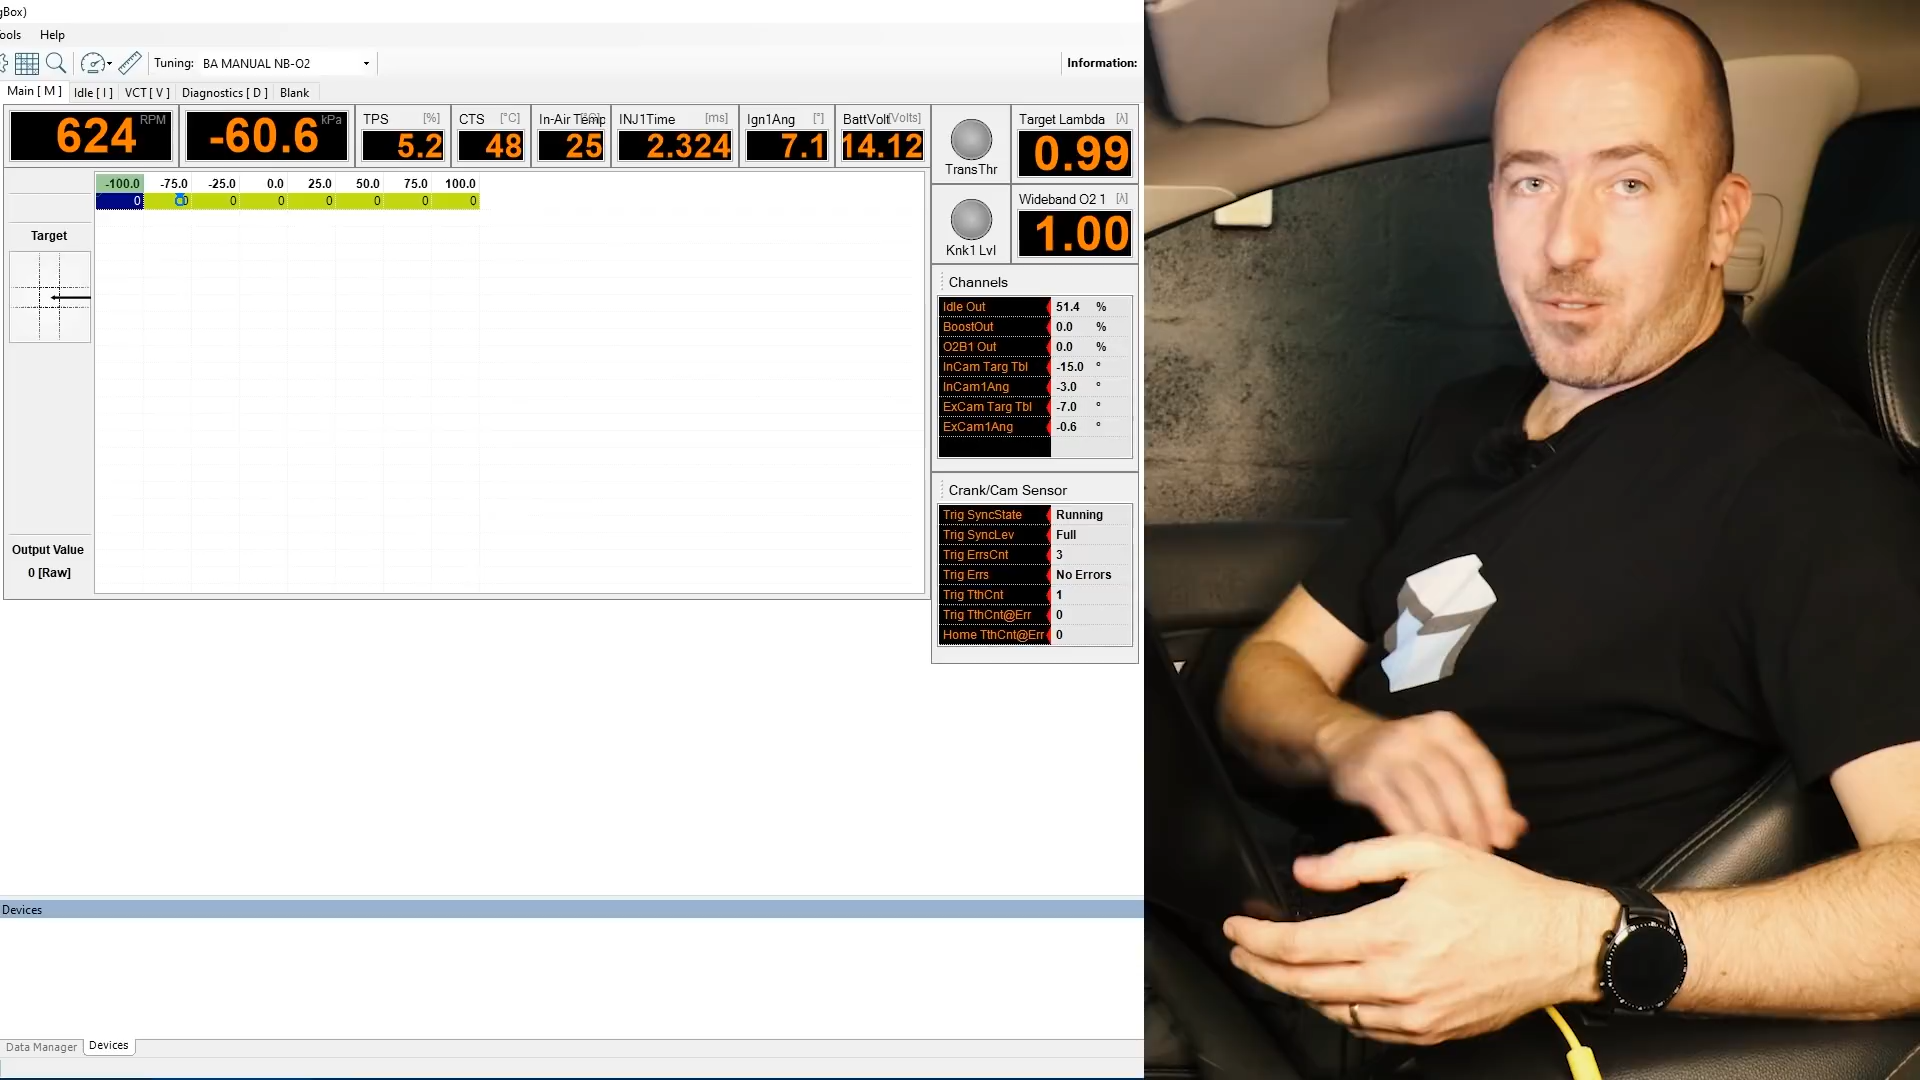 gBox)
ools Help
Tuning: BA MANUAL NB-O2 Information:
Main [ M ] Idle [ I ] VCT [ V ] Diagnostics [ D ] Blank
624 RPM
-60.6 kPa
TPS [%] 5.2
CTS [°C] 48
In-Air Temp 25
INJ1Time [ms] 2.324
Ign1Ang [°] 7.1
BattVolt [Volts] 14.12
TransThr
Target Lambda [λ] 0.99
Knk1 Lvl
Wideband O2 1 [λ] 1.00
-100.0 -75.0 -25.0 0.0 25.0 50.0 75.0 100.0
0 0 0 0 0 0 0 0
Target
Output Value
0 [Raw]
Channels
Idle Out 51.4 %
BoostOut 0.0 %
O2B1 Out 0.0 %
InCam Targ Tbl -15.0 °
InCam1Ang -3.0 °
ExCam Targ Tbl -7.0 °
ExCam1Ang -0.6 °
Crank/Cam Sensor
Trig SyncState Running
Trig SyncLev Full
Trig ErrsCnt 3
Trig Errs No Errors
Trig TthCnt 1
Trig TthCnt@Err 0
Home TthCnt@Err 0
Devices
Data Manager Devices